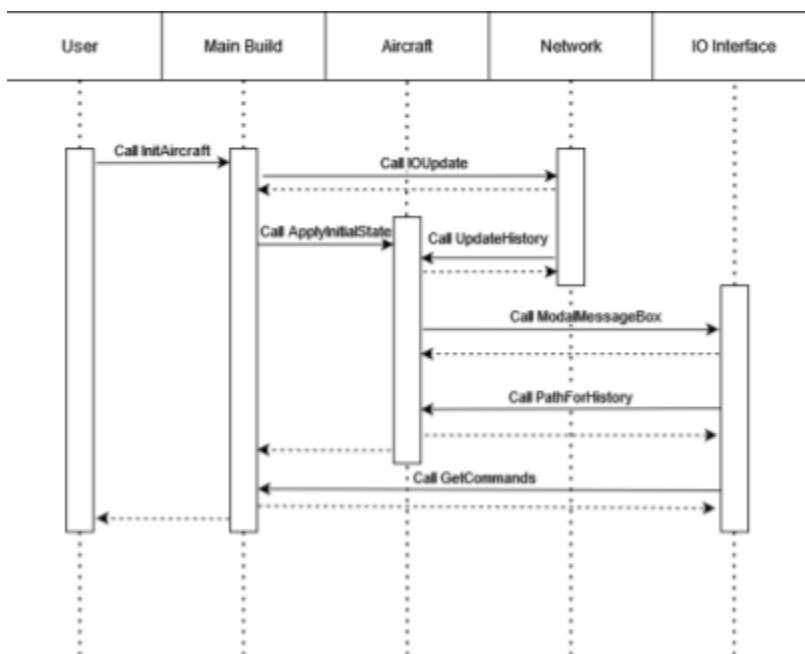 User
Main Build
Aircraft
Network
IO Interface
Call InitAircraft
Call IOUpdate
Call ApplyInitialState
Call UpdateHistory
Call ModalMessageBox
Call PathForHistory
Call GetCommands